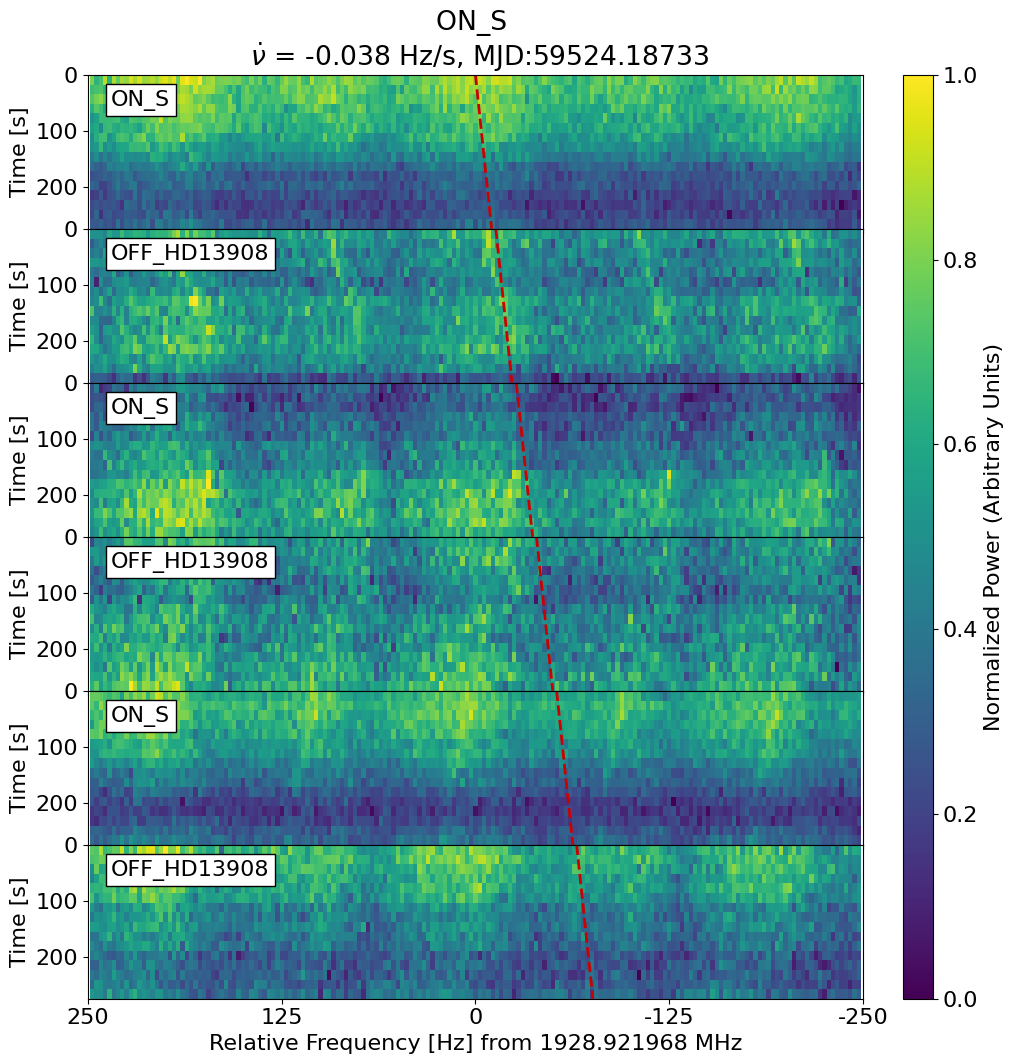 ON_S
ν̇ = -0.038 Hz/s, MJD:59524.18733
0
100
200
Time [s]
ON_S
0
100
200
Time [s]
OFF_HD13908
0
100
200
Time [s]
ON_S
0
100
200
Time [s]
OFF_HD13908
0
100
200
Time [s]
ON_S
0
100
200
Time [s]
OFF_HD13908
250 125 0 -125 -250
Relative Frequency [Hz] from 1928.921968 MHz
1.0
0.8
0.6
0.4
0.2
0.0
Normalized Power (Arbitrary Units)